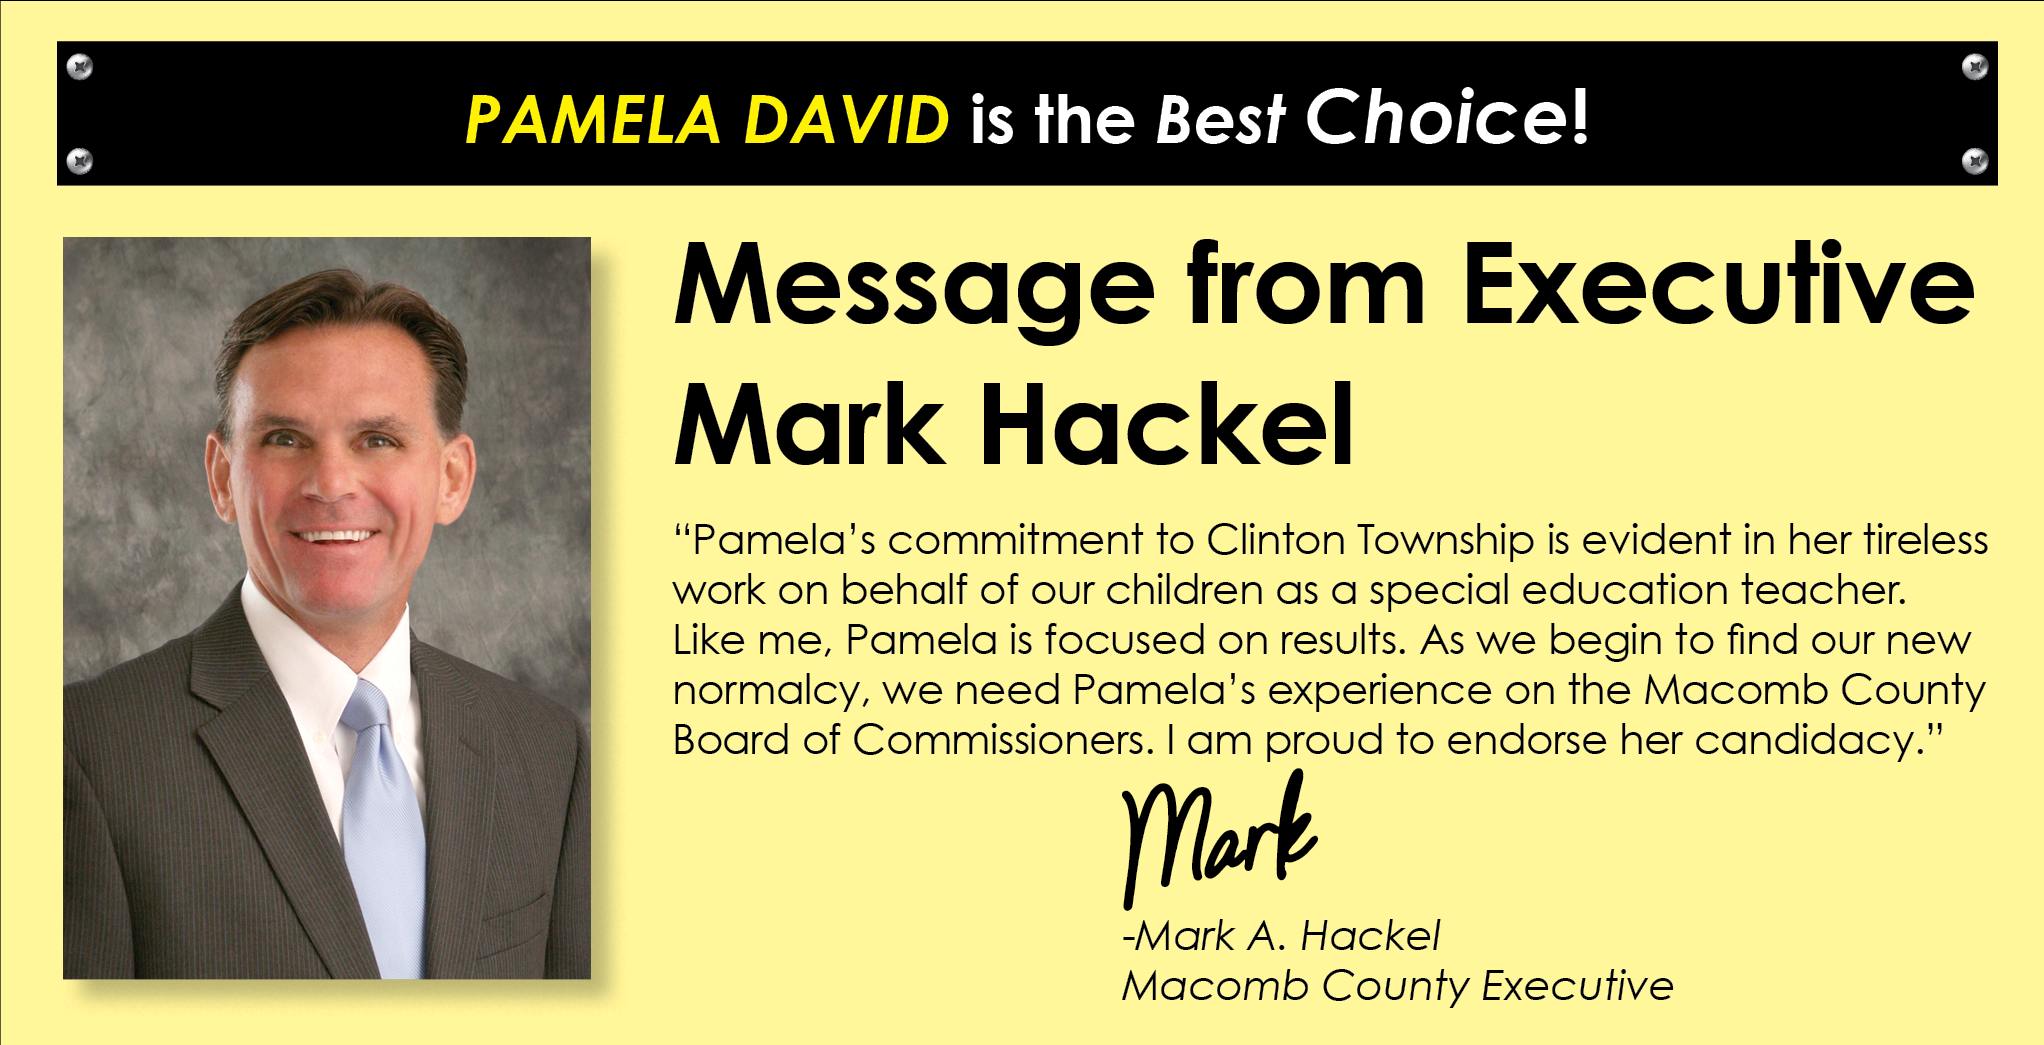 PAMELA DAVID is the Best Choice!
Message from Executive
Mark Hackel
“Pamela’s commitment to Clinton Township is evident in her tireless
work on behalf of our children as a special education teacher.
Like me, Pamela is focused on results. As we begin to find our new
normalcy, we need Pamela’s experience on the Macomb County
Board of Commissioners. I am proud to endorse her candidacy.”
Mark
-Mark A. Hackel
Macomb County Executive